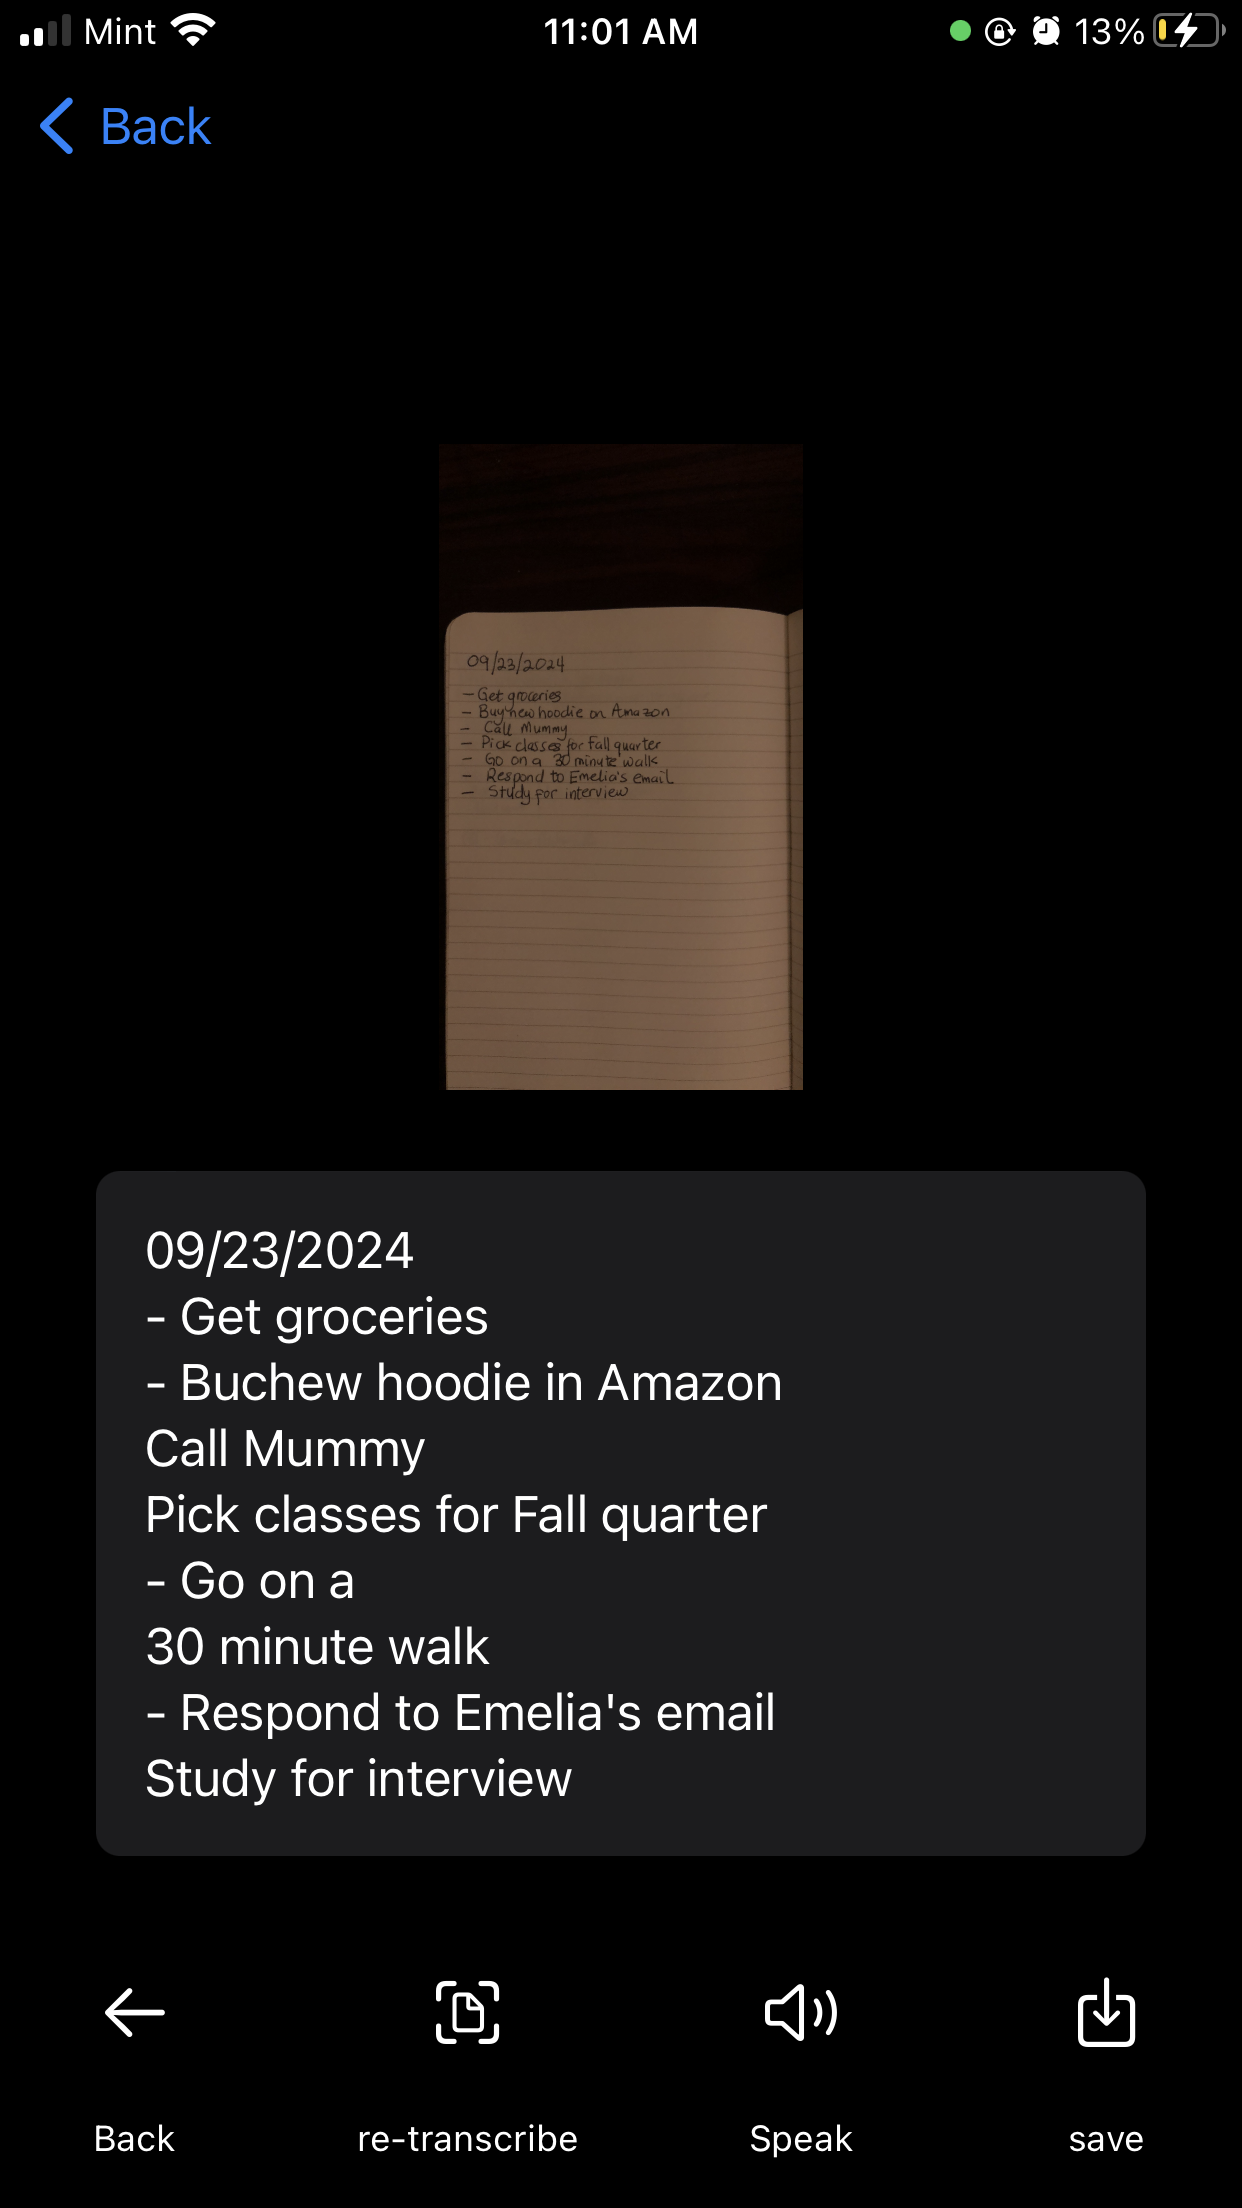 Mint 11:01 AM 13%
Back
09/23/2024
- Get groceries
- Buy new hoodie on Amazon
- Call Mummy
- Pick classes for Fall quarter
- Go on a 30 minute walk
- Respond to Emelia's email
- Study for interview
09/23/2024
- Get groceries
- Buchew hoodie in Amazon
Call Mummy
Pick classes for Fall quarter
- Go on a
30 minute walk
- Respond to Emelia's email
Study for interview
Back re-transcribe Speak save